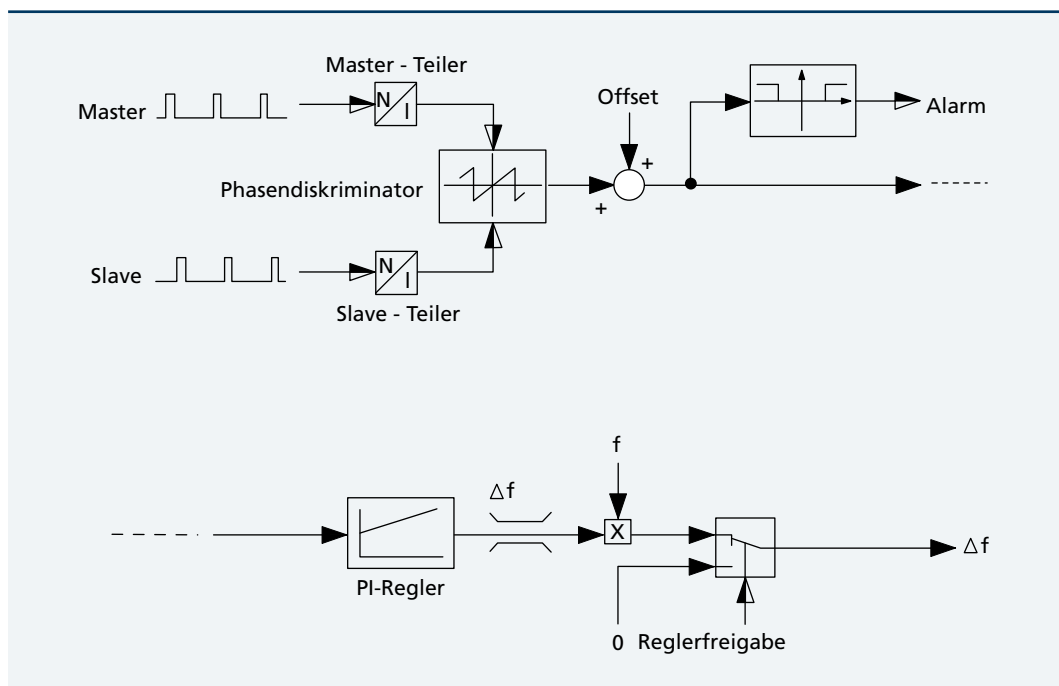 Master - Teiler
Master
N
I
Offset
+
+
Alarm
Phasendiskriminator
Slave
N
I
Slave - Teiler
f
Δf
X
PI-Regler
Δf
0
Reglerfreigabe